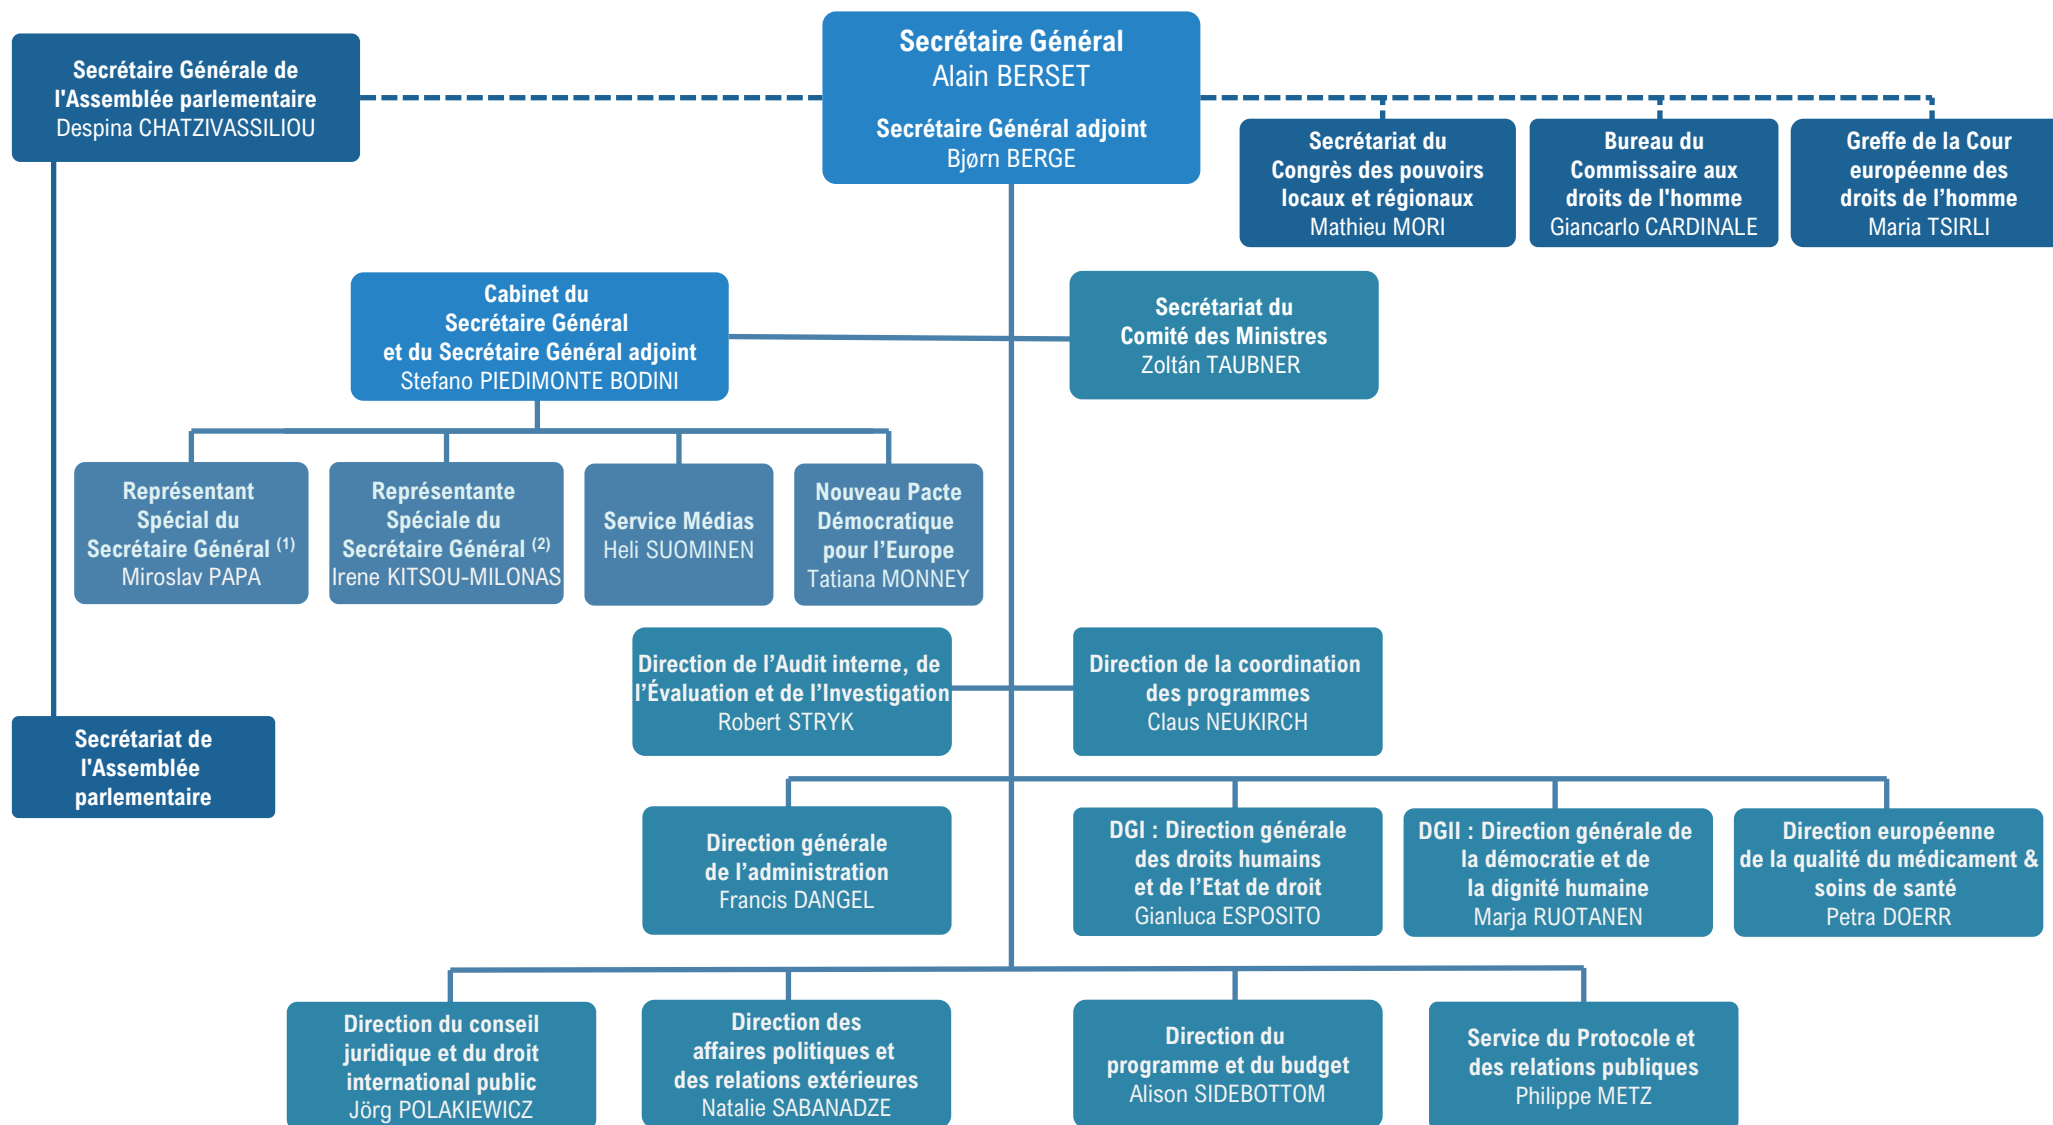 Secrétaire Générale de
l'Assemblée parlementaire
Despina CHATZIVASSILIOU
Secrétaire Général
Alain BERSET
Secrétaire Général adjoint
Bjørn BERGE
Secrétariat du
Congrès des pouvoirs
locaux et régionaux
Mathieu MORI
Bureau du
Commissaire aux
droits de l'homme
Giancarlo CARDINALE
Greffe de la Cour
européenne des
droits de l’homme
Maria TSIRLI
Cabinet du
Secrétaire Général
et du Secrétaire Général adjoint
Stefano PIEDIMONTE BODINI
Secrétariat du
Comité des Ministres
Zoltán TAUBNER
Représentant
Spécial du
Secrétaire Général (1)
Miroslav PAPA
Représentante
Spéciale du
Secrétaire Général (2)
Irene KITSOU-MILONAS
Service Médias
Heli SUOMINEN
Nouveau Pacte
Démocratique
pour l’Europe
Tatiana MONNEY
Direction de l’Audit interne, de
l’Évaluation et de l’Investigation
Robert STRYK
Direction de la coordination
des programmes
Claus NEUKIRCH
Secrétariat de
l'Assemblée
parlementaire
Direction générale
de l’administration
Francis DANGEL
DGI : Direction générale
des droits humains
et de l’Etat de droit
Gianluca ESPOSITO
DGII : Direction générale de
la démocratie et de
la dignité humaine
Marja RUOTANEN
Direction européenne
de la qualité du médicament &
soins de santé
Petra DOERR
Direction du conseil
juridique et du droit
international public
Jörg POLAKIEWICZ
Direction des
affaires politiques et
des relations extérieures
Natalie SABANADZE
Direction du
programme et du budget
Alison SIDEBOTTOM
Service du Protocole et
des relations publiques
Philippe METZ